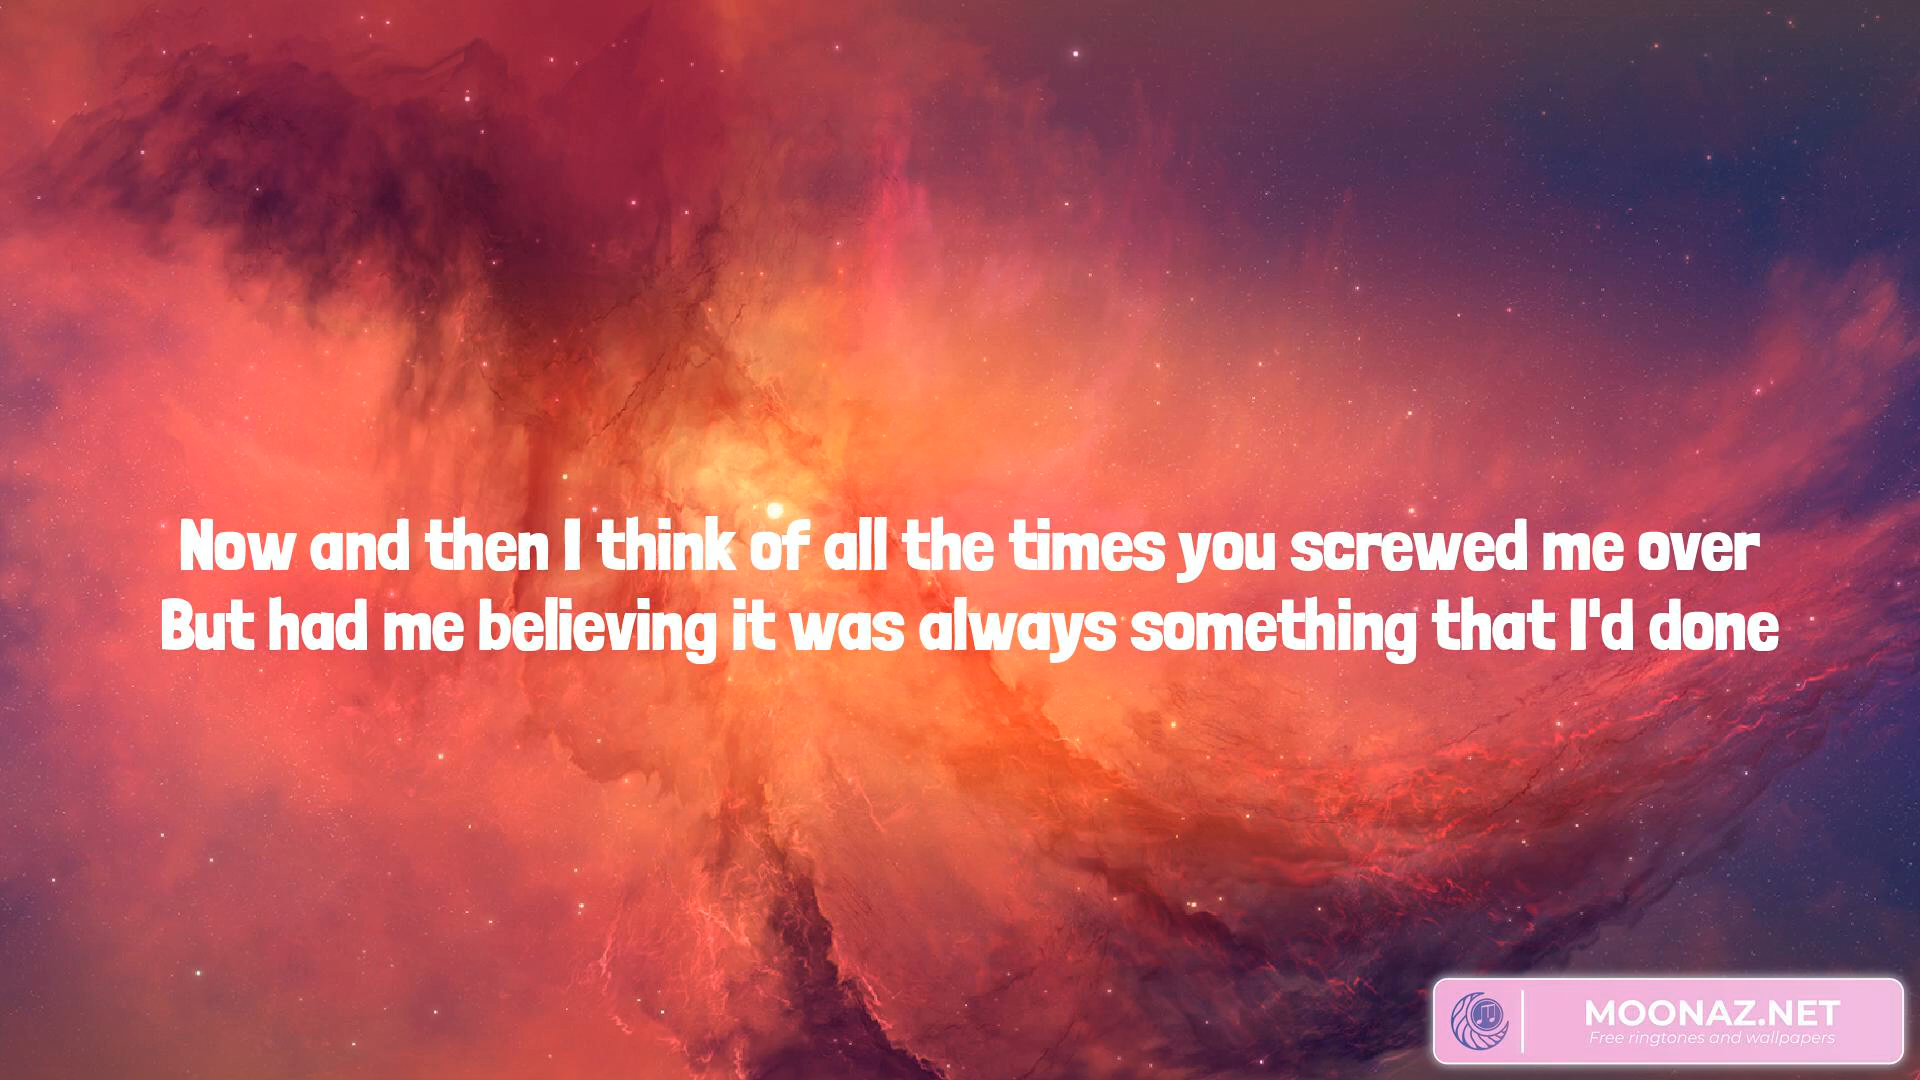 Now and then I think of all the times you screwed me over
But had me believing it was always something that I'd done
MOONAZ.NET
Free ringtones and wallpapers